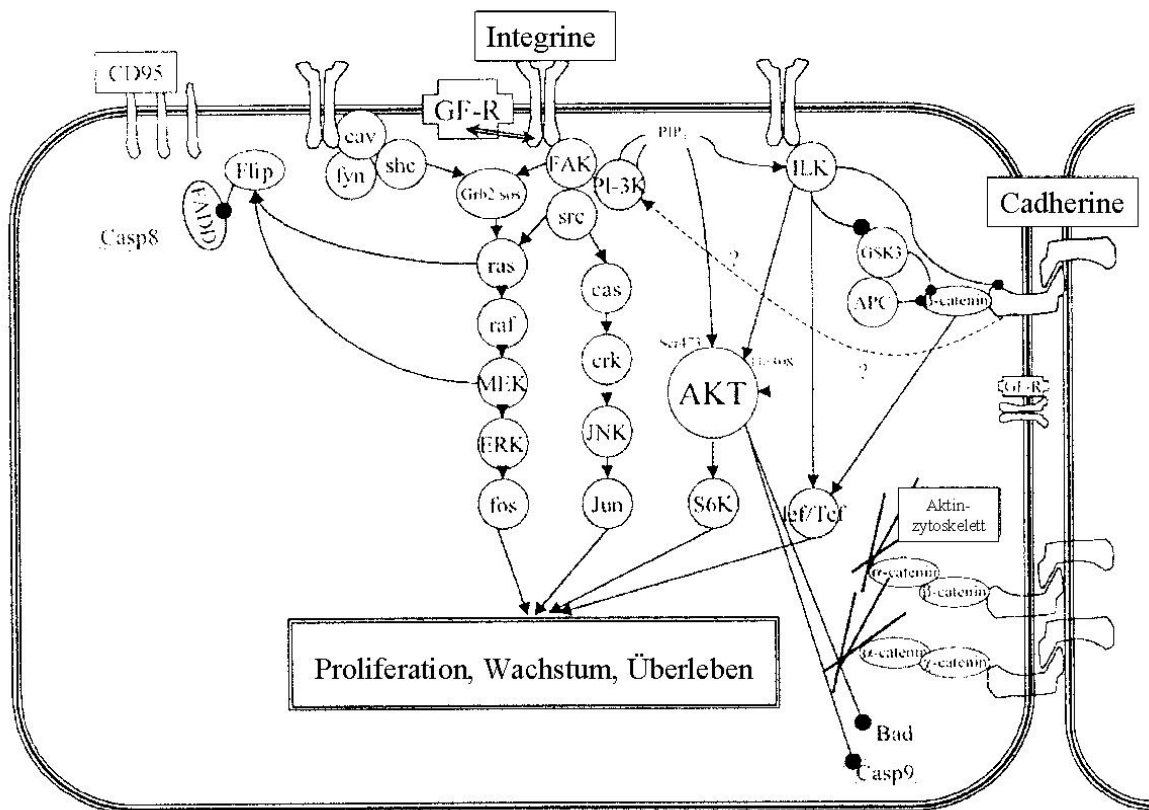 Integrine
CD95
GF-R
cav
fyn
shc
Flip
FADD
Casp8
Grb2 sos
FAK
PI-3K
src
PIP
ILK
Cadherine
GSK3
APC
β-catenin
?
?
ras
raf
MEK
ERK
fos
cas
crk
JNK
Jun
Ser473
AKT
S6K
lef/Tcf
GF-R
Aktin-
zytoskelett
α-catenin
β-catenin
α-catenin
γ-catenin
Proliferation, Wachstum, Überleben
Bad
Casp9